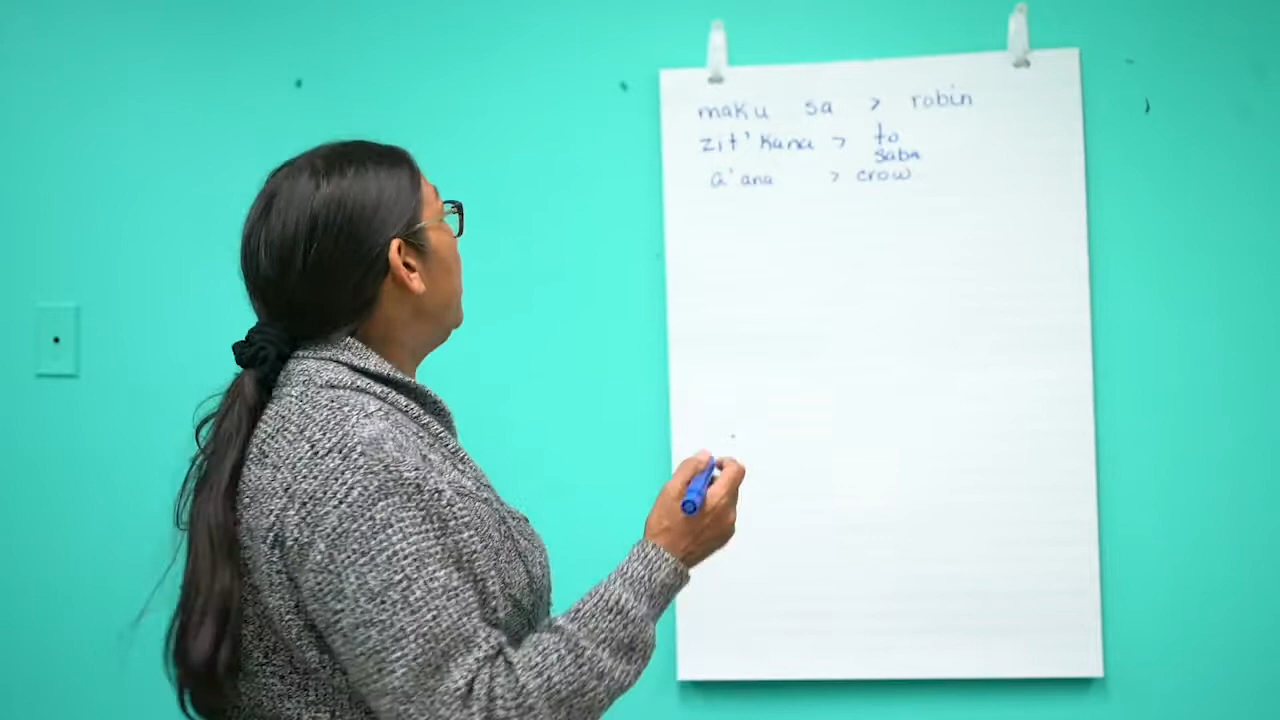 maku sa > robin
zit'kana > to
saba
a'ana > crow